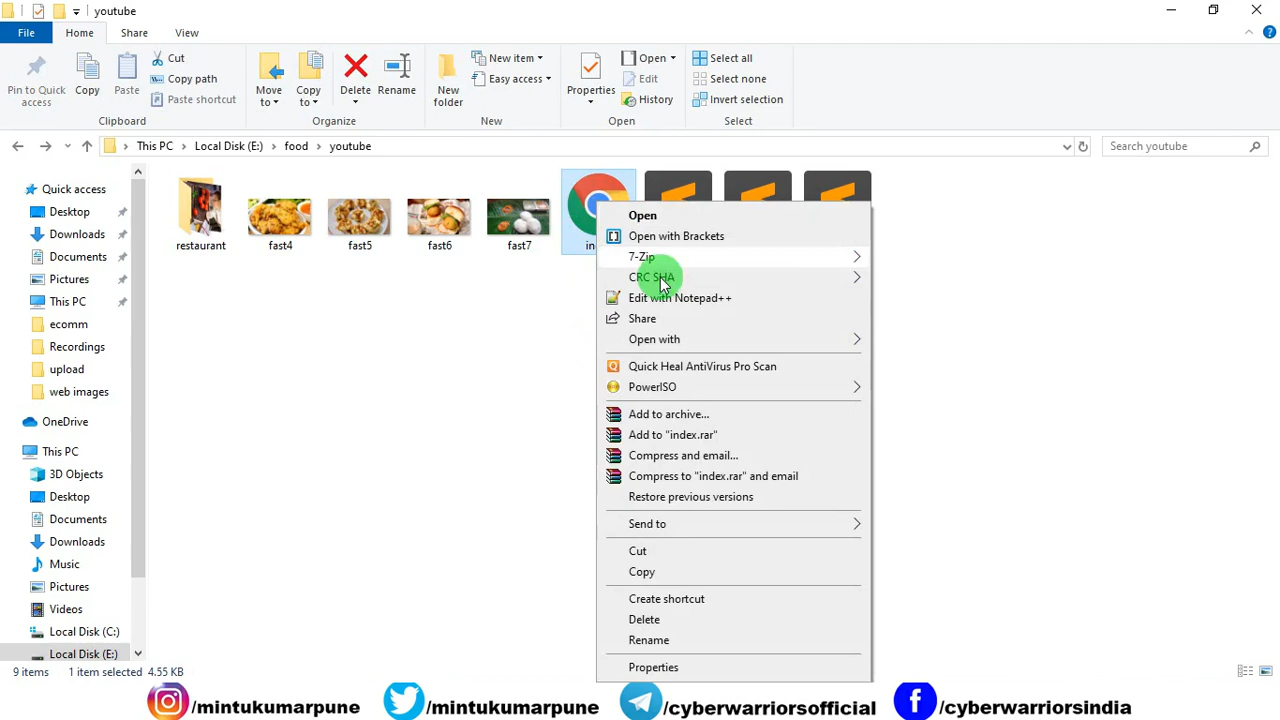 youtube
File Home Share View
Pin to Quick access
Copy
Paste
Cut
Copy path
Paste shortcut
Clipboard
Move to
Copy to
Delete
Rename
Organize
New folder
New item
Easy access
New
Properties
Open
Edit
History
Open
Select all
Select none
Invert selection
Select
This PC Local Disk (E:) food youtube
Search youtube
Quick access
Desktop
Downloads
Documents
Pictures
This PC
ecomm
Recordings
upload
web images
OneDrive
This PC
3D Objects
Desktop
Documents
Downloads
Music
Pictures
Videos
Local Disk (C:)
Local Disk (E:)
restaurant
fast4
fast5
fast6
fast7
in
Open
Open with Brackets
7-Zip
CRC SHA
Edit with Notepad++
Share
Open with
Quick Heal AntiVirus Pro Scan
PowerISO
Add to archive...
Add to "index.rar"
Compress and email...
Compress to "index.rar" and email
Restore previous versions
Send to
Cut
Copy
Create shortcut
Delete
Rename
Properties
9 items 1 item selected 4.55 KB
/mintukumarpune /mintukumarpune /cyberwarriorsofficial /cyberwarriorsindia